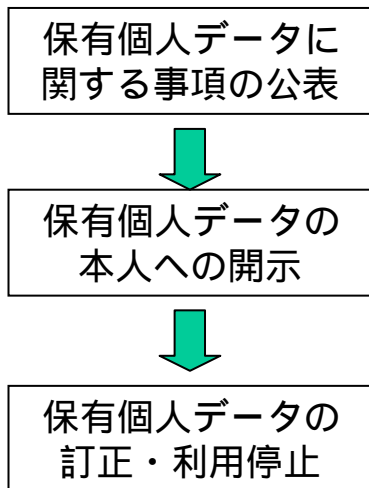 保有個人データに
関する事項の公表
保有個人データの
本人への開示
保有個人データの
訂正・利用停止